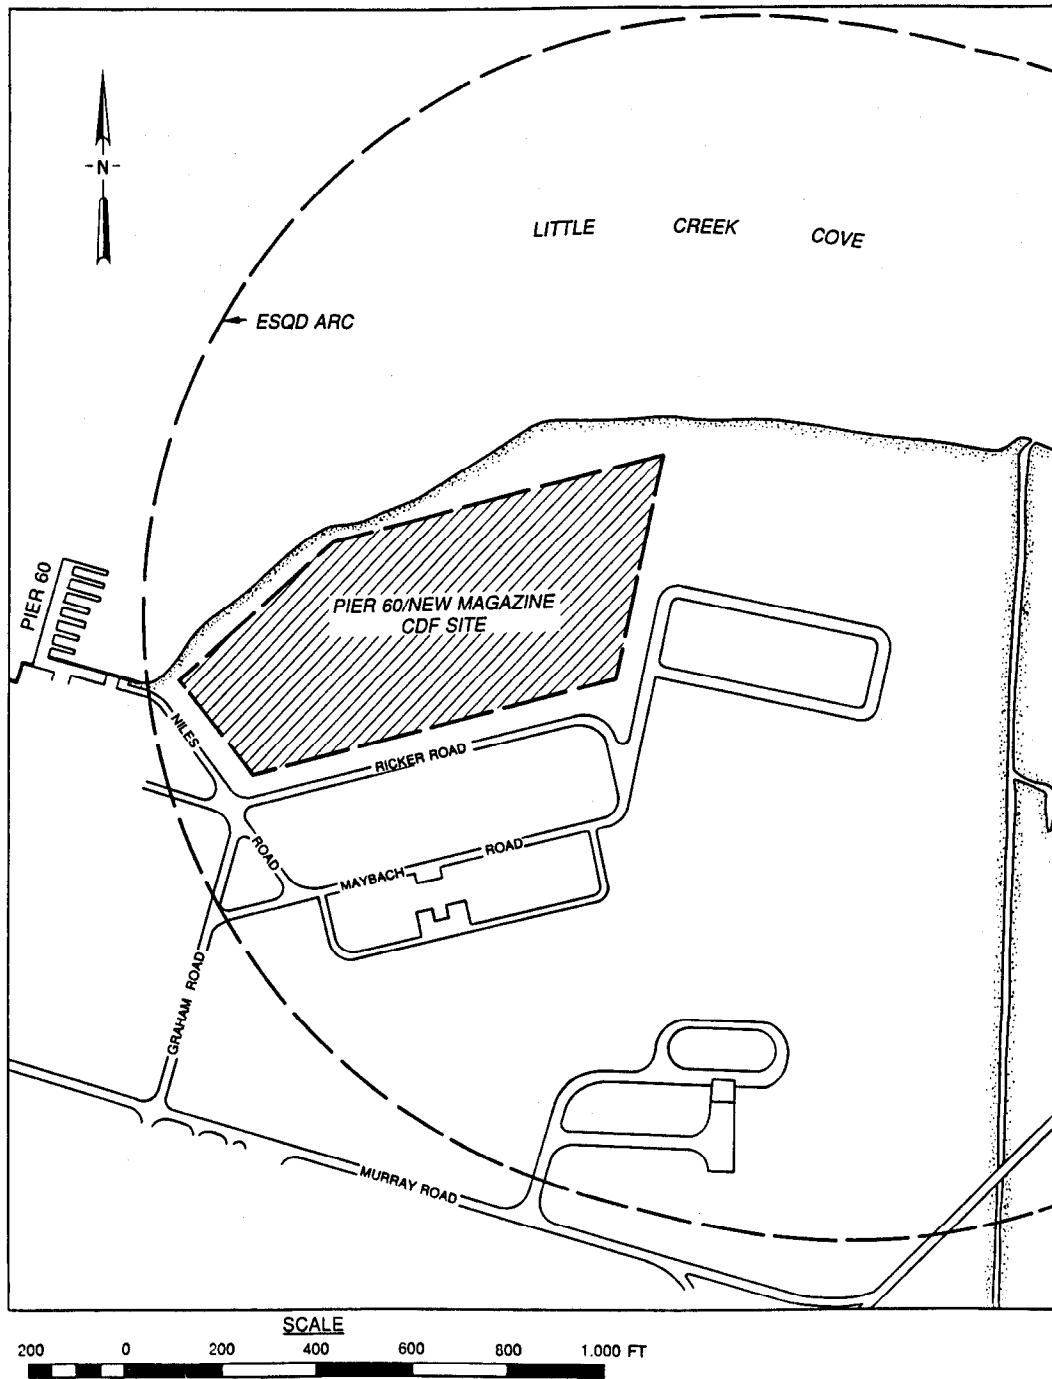 LITTLE CREEK COVE
-N-
ESQD ARC
PIER 60
PIER 60/NEW MAGAZINE
CDF SITE
NILES
ROAD
RICKER ROAD
MAYBACH ROAD
GRAHAM ROAD
MURRAY ROAD
SCALE
200 0 200 400 600 800 1.000 FT